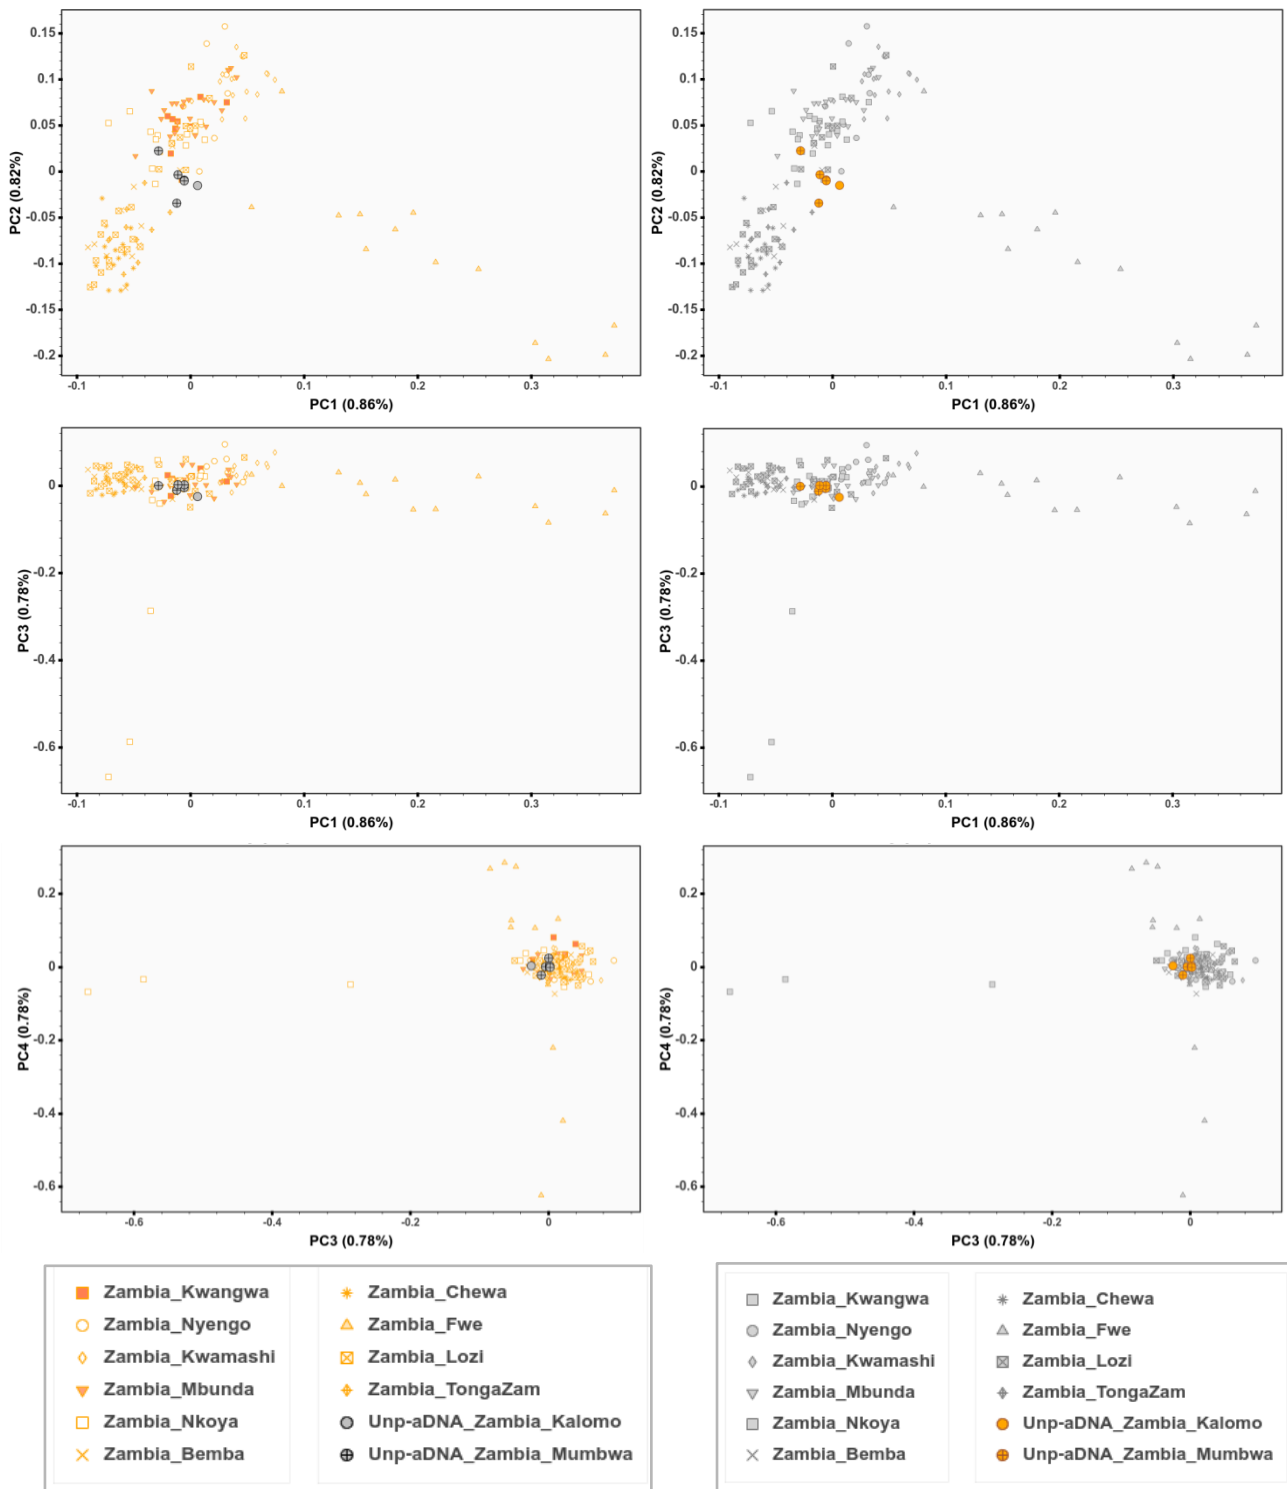 0.15
0.1
0.05
0
-0.05
-0.1
-0.15
-0.2
PC2 (0.82%)
-0.1 0 0.1 0.2 0.3
PC1 (0.86%)
0.15
0.1
0.05
0
-0.05
-0.1
-0.15
-0.2
PC2 (0.82%)
-0.1 0 0.1 0.2 0.3
PC1 (0.86%)
0
-0.2
-0.4
-0.6
PC3 (0.78%)
-0.1 0 0.1 0.2 0.3
PC1 (0.86%)
0
-0.2
-0.4
-0.6
PC3 (0.78%)
-0.1 0 0.1 0.2 0.3
PC1 (0.86%)
0.2
0
-0.2
-0.4
-0.6
PC4 (0.78%)
-0.6 -0.4 -0.2 0
PC3 (0.78%)
0.2
0
-0.2
-0.4
-0.6
PC4 (0.78%)
-0.6 -0.4 -0.2 0
PC3 (0.78%)
Zambia_Kwangwa
Zambia_Nyengo
Zambia_Kwamashi
Zambia_Mbunda
Zambia_Nkoya
Zambia_Bemba
Zambia_Chewa
Zambia_Fwe
Zambia_Lozi
Zambia_TongaZam
Unp-aDNA_Zambia_Kalomo
Unp-aDNA_Zambia_Mumbwa
Zambia_Kwangwa
Zambia_Nyengo
Zambia_Kwamashi
Zambia_Mbunda
Zambia_Nkoya
Zambia_Bemba
Zambia_Chewa
Zambia_Fwe
Zambia_Lozi
Zambia_TongaZam
Unp-aDNA_Zambia_Kalomo
Unp-aDNA_Zambia_Mumbwa